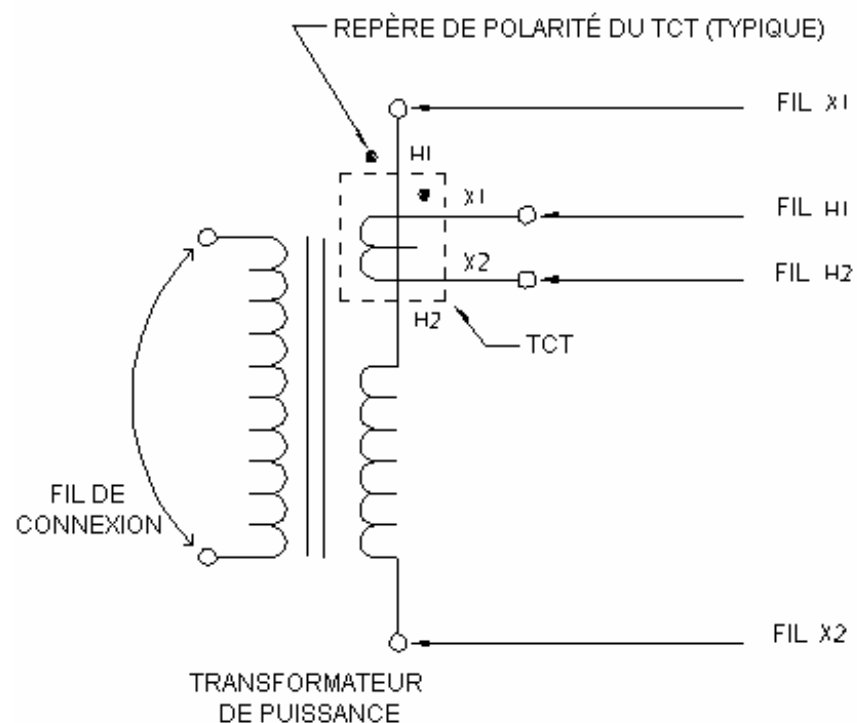 REPÈRE DE POLARITÉ DU TCT (TYPIQUE)
FIL X1
H1
X1
FIL H1
X2
FIL H2
H2
TCT
FIL DE
CONNEXION
FIL X2
TRANSFORMATEUR
DE PUISSANCE